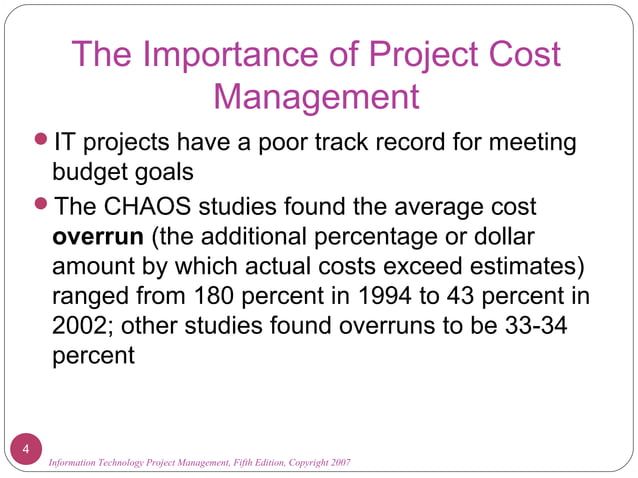 The Importance of Project Cost
Management
IT projects have a poor track record for meeting
budget goals
The CHAOS studies found the average cost
overrun (the additional percentage or dollar
amount by which actual costs exceed estimates)
ranged from 180 percent in 1994 to 43 percent in
2002; other studies found overruns to be 33-34
percent
4
Information Technology Project Management, Fifth Edition, Copyright 2007